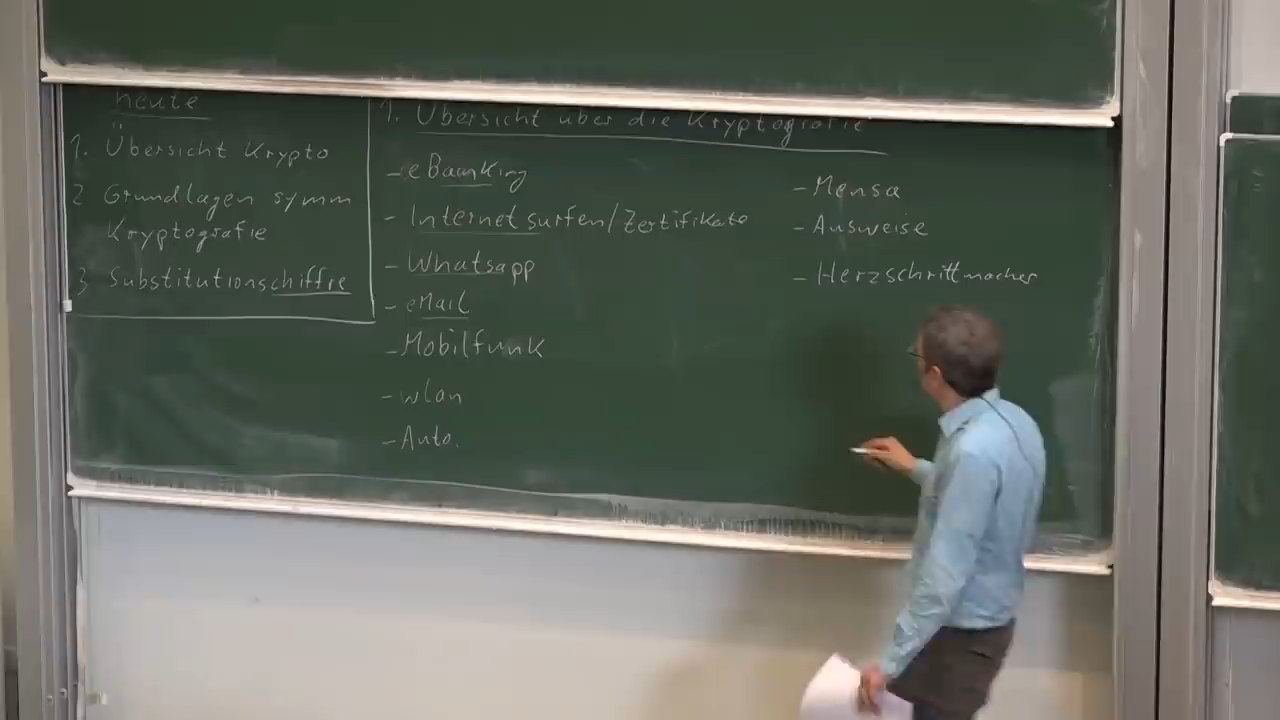 heute
1. Übersicht Krypto
2 Grundlagen symm
Kryptografie
3 Substitutionschiffre
1. Übersicht über die Kryptografie
- eBanking
- Internet surfen/Zertifikate
- Whatsapp
- eMail
- Mobilfunk
- wlan
- Auto.
- Mensa
- Ausweise
- Herzschrittmacher